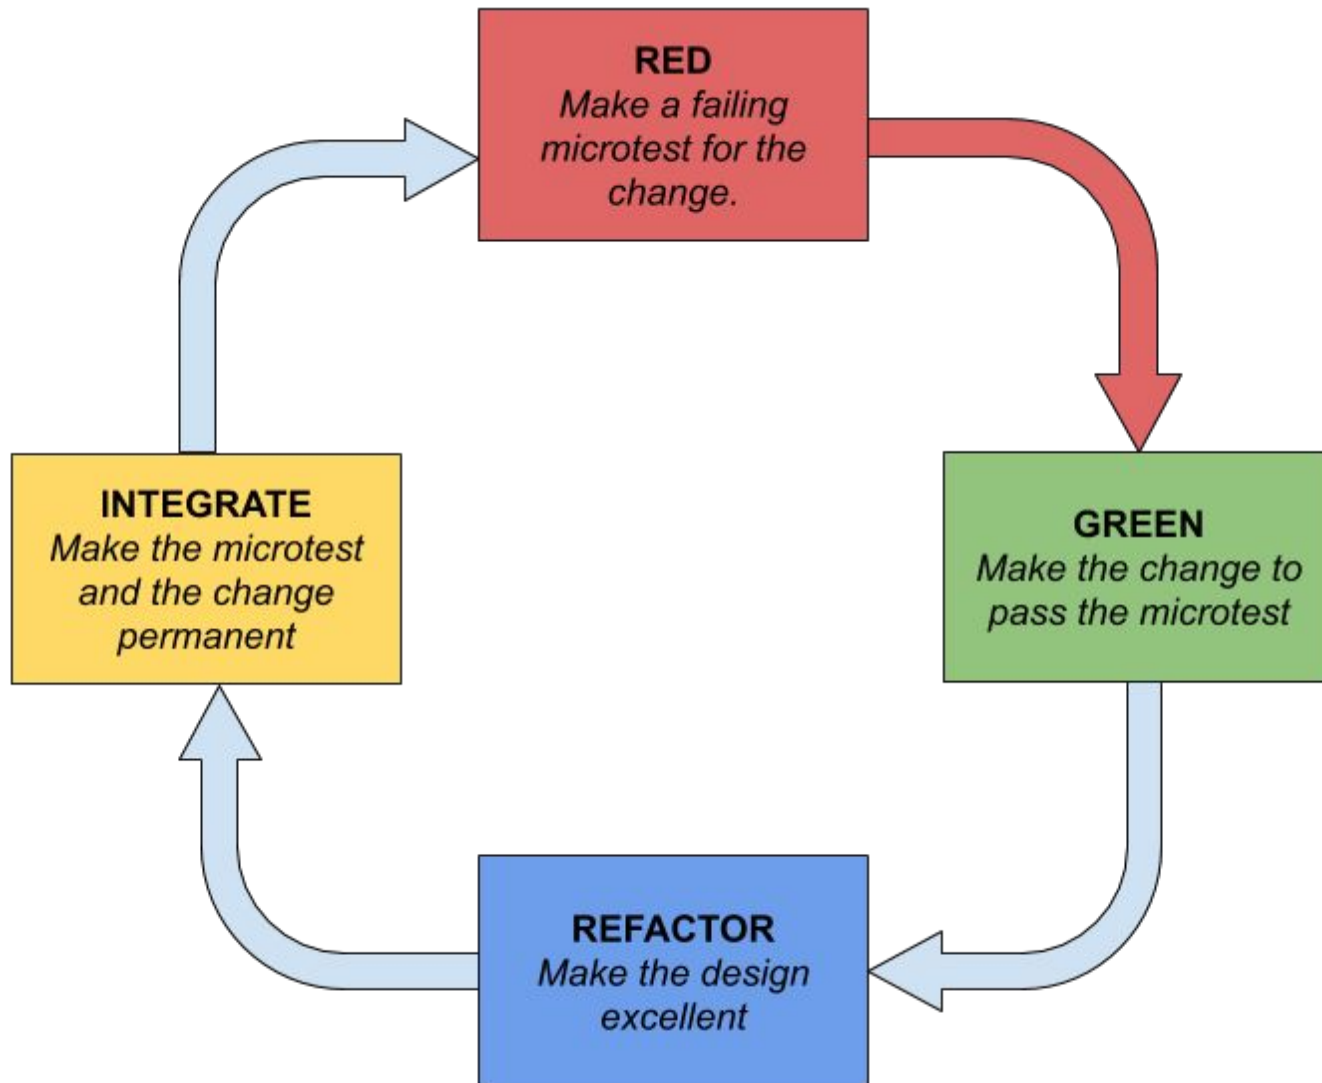 RED
Make a failing
microtest for the
change.
GREEN
Make the change to
pass the microtest
REFACTOR
Make the design
excellent
INTEGRATE
Make the microtest
and the change
permanent